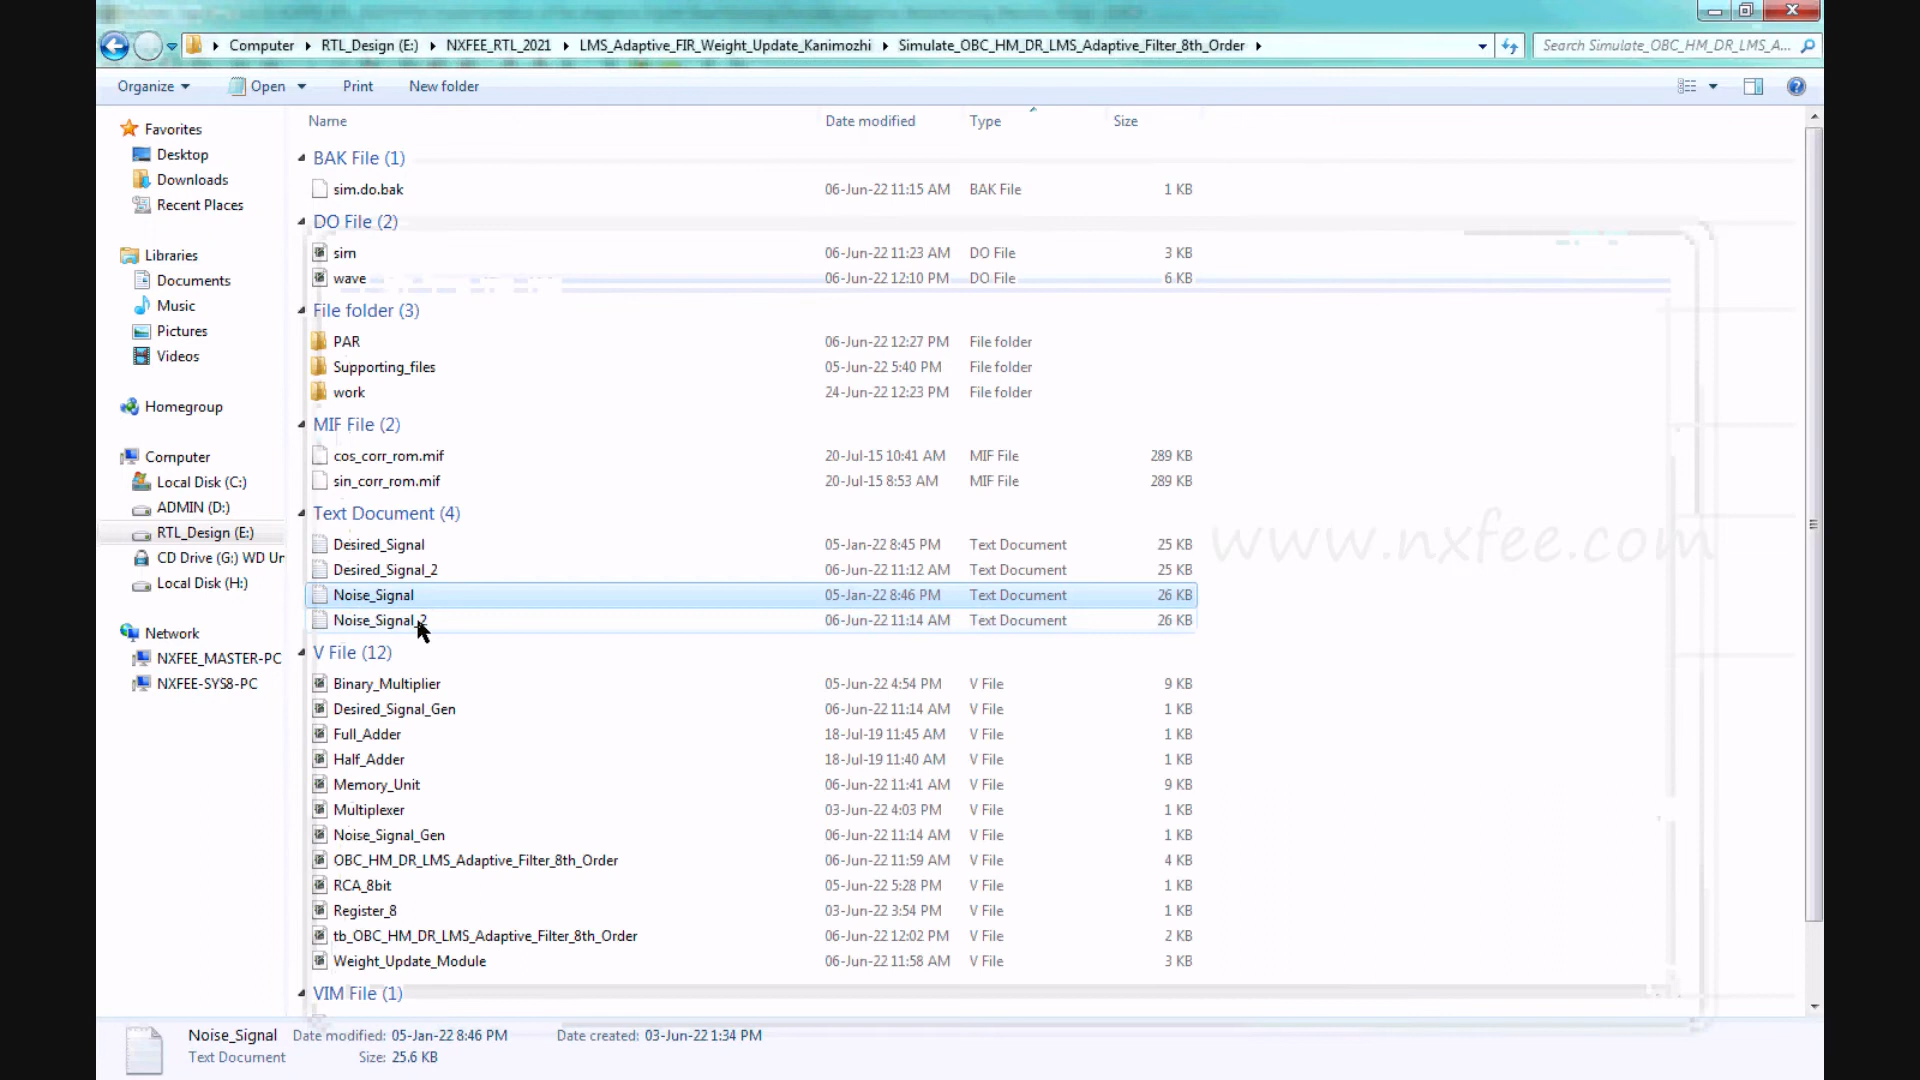 Computer RTL_Design (E:) NXFEE_RTL_2021 LMS_Adaptive_FIR_Weight_Update_Kanimozhi Simulate_OBC_HM_DR_LMS_Adaptive_Filter_8th_Order
Search Simulate_OBC_HM_DR_LMS_A...
Organize Open Print New folder
Name Date modified Type Size
Favorites
Desktop
Downloads
Recent Places
Libraries
Documents
Music
Pictures
Videos
Homegroup
Computer
Local Disk (C:)
ADMIN (D:)
RTL_Design (E:)
CD Drive (G:) WD Un
Local Disk (H:)
Network
NXFEE_MASTER-PC
NXFEE-SYS8-PC
BAK File (1)
sim.do.bak 06-Jun-22 11:15 AM BAK File 1 KB
DO File (2)
sim 06-Jun-22 11:23 AM DO File 3 KB
wave 06-Jun-22 12:10 PM DO File 6 KB
File folder (3)
PAR 06-Jun-22 12:27 PM File folder
Supporting_files 05-Jun-22 5:40 PM File folder
work 24-Jun-22 12:23 PM File folder
MIF File (2)
cos_corr_rom.mif 20-Jul-15 10:41 AM MIF File 289 KB
sin_corr_rom.mif 20-Jul-15 8:53 AM MIF File 289 KB
Text Document (4)
Desired_Signal 05-Jan-22 8:45 PM Text Document 25 KB
Desired_Signal_2 06-Jun-22 11:12 AM Text Document 25 KB
Noise_Signal 05-Jan-22 8:46 PM Text Document 26 KB
Noise_Signal_2 06-Jun-22 11:14 AM Text Document 26 KB
www.nxfee.com
V File (12)
Binary_Multiplier 05-Jun-22 4:54 PM V File 9 KB
Desired_Signal_Gen 06-Jun-22 11:14 AM V File 1 KB
Full_Adder 18-Jul-19 11:45 AM V File 1 KB
Half_Adder 18-Jul-19 11:40 AM V File 1 KB
Memory_Unit 06-Jun-22 11:41 AM V File 9 KB
Multiplexer 03-Jun-22 4:03 PM V File 1 KB
Noise_Signal_Gen 06-Jun-22 11:14 AM V File 1 KB
OBC_HM_DR_LMS_Adaptive_Filter_8th_Order 06-Jun-22 11:59 AM V File 4 KB
RCA_8bit 05-Jun-22 5:28 PM V File 1 KB
Register_8 03-Jun-22 3:54 PM V File 1 KB
tb_OBC_HM_DR_LMS_Adaptive_Filter_8th_Order 06-Jun-22 12:02 PM V File 2 KB
Weight_Update_Module 06-Jun-22 11:58 AM V File 3 KB
VIM File (1)
Noise_Signal Date modified: 05-Jan-22 8:46 PM Date created: 03-Jun-22 1:34 PM
Text Document Size: 25.6 KB